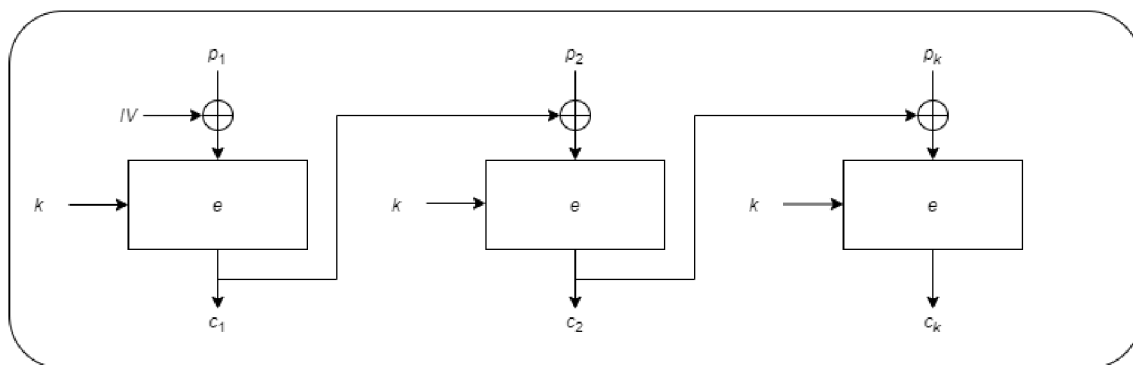 p₁ p₂ pₖ
IV
k e k e k e
c₁ c₂ cₖ